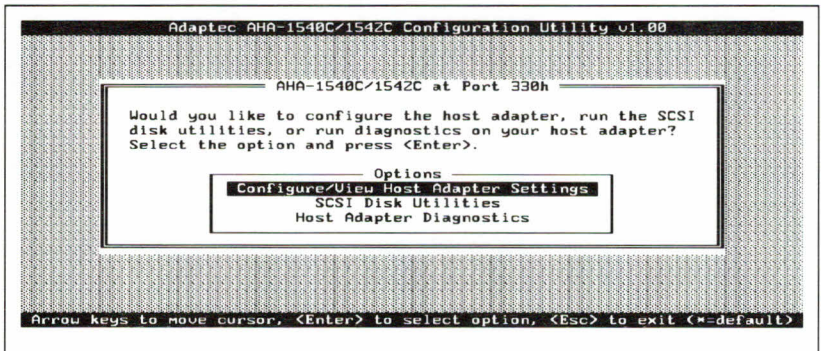 Adaptec AHA-1540C/1542C Configuration Utility v1.00
AHA-1540C/1542C at Port 330h
Would you like to configure the host adapter, run the SCSI
disk utilities, or run diagnostics on your host adapter?
Select the option and press <Enter>.
Options
Configure/View Host Adapter Settings
SCSI Disk Utilities
Host Adapter Diagnostics
Arrow keys to move cursor, <Enter> to select option, <Esc> to exit (*=default)